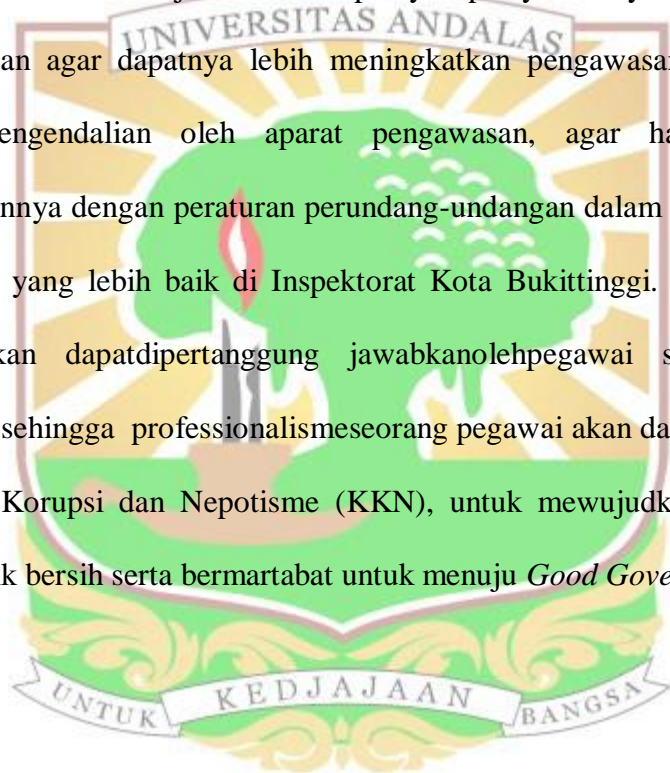 UNIVERSITAS ANDALAS
an agar dapatnya lebih meningkatkan pengawasan
engendalian oleh aparat pengawasan, agar ha
nnya dengan peraturan perundang-undangan dalam
yang lebih baik di Inspektorat Kota Bukittinggi.
kan dapatdipertanggung jawabkanolehpegawai s
sehingga professionalismeseorang pegawai akan da
Korupsi dan Nepotisme (KKN), untuk mewujudk
k bersih serta bermartabat untuk menuju Good Gove
UNTUK KEDJAJAAN BANGSA